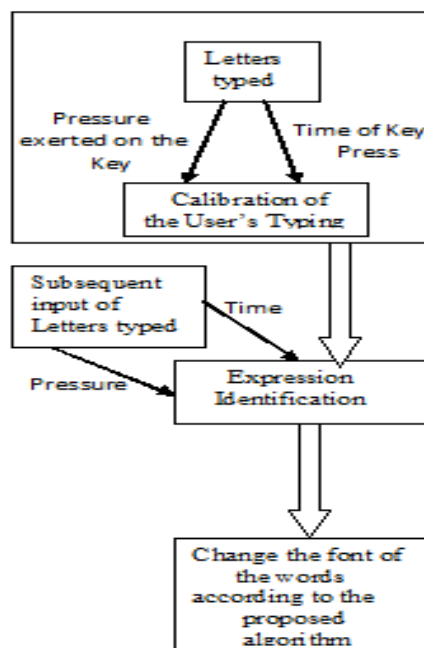 Letters
typed
Pressure
exerted on the
Key
Time of Key
Press
Calibration of
the User's Typing
Subsequent
input of
Letters typed
Time
Pressure
Expression
Identification
Change the font of
the words
according to the
proposed
algorithm